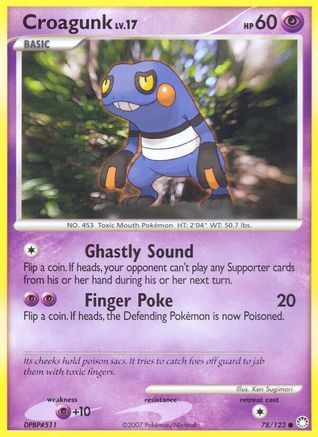 Croagunk LV.17 HP 60
BASIC
NO. 453 Toxic Mouth Pokémon HT: 2'04" WT: 50.7 lbs.
Ghastly Sound
Flip a coin. If heads, your opponent can't play any Supporter cards
from his or her hand during his or her next turn.
Finger Poke 20
Flip a coin. If heads, the Defending Pokémon is now Poisoned.
Its cheeks hold poison sacs. It tries to catch foes off guard to jab
them with toxic fingers.
Illus. Ken Sugimori
weakness resistance retreat cost
+10
DPBP#511 ©2007 Pokémon/Nintendo 78/123